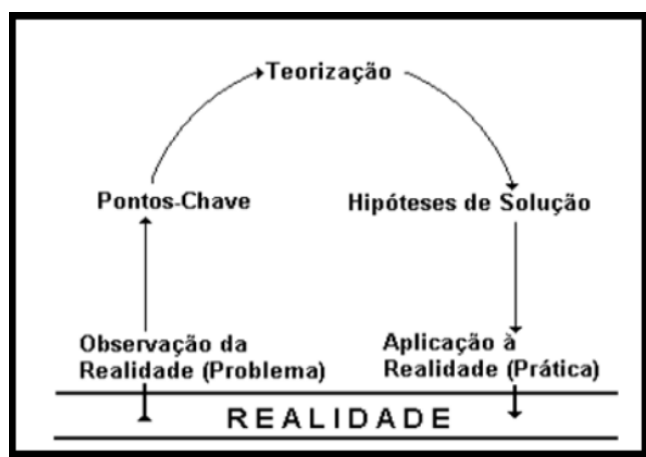 Teorização
Pontos-Chave
Hipóteses de Solução
Observação da
Realidade (Problema)
Aplicação à
Realidade (Prática)
REALIDADE